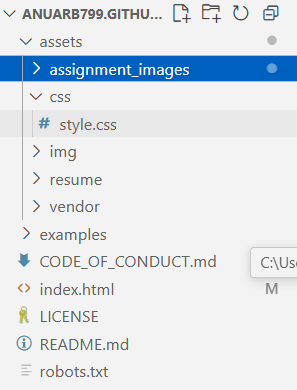 ANUARB799.GITHU...
assets
assignment_images
css
# style.css
img
resume
vendor
examples
CODE_OF_CONDUCT.md
C:\Use
<> index.html M
LICENSE
README.md
robots.txt